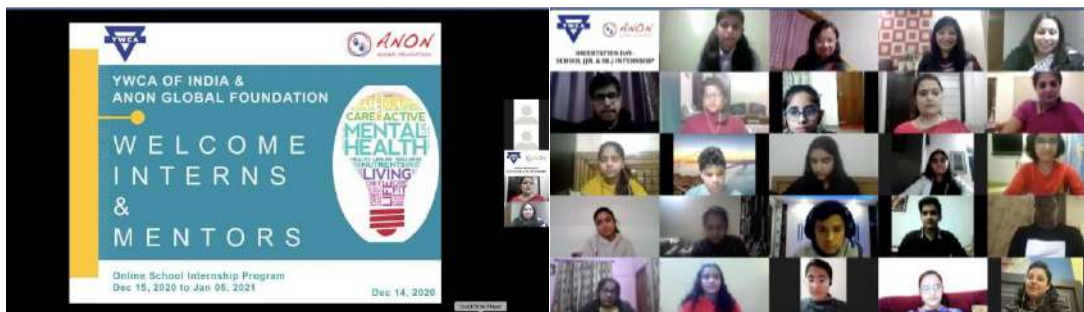 YWCA
ANON
YWCA OF INDIA &
ANON GLOBAL FOUNDATION
WELCOME
INTERNS
&
MENTORS
CARE ACTIVE
MENTAL
HEALTH
NUTRIENTS
LIVING
LIFE
Online School Internship Program
Dec 15, 2020 to Jan 05, 2021
Dec 14, 2020
YWCA
ANON
ORIENTATION DAY-
SCHOOL (JR. & SR.) INTERNSHIP